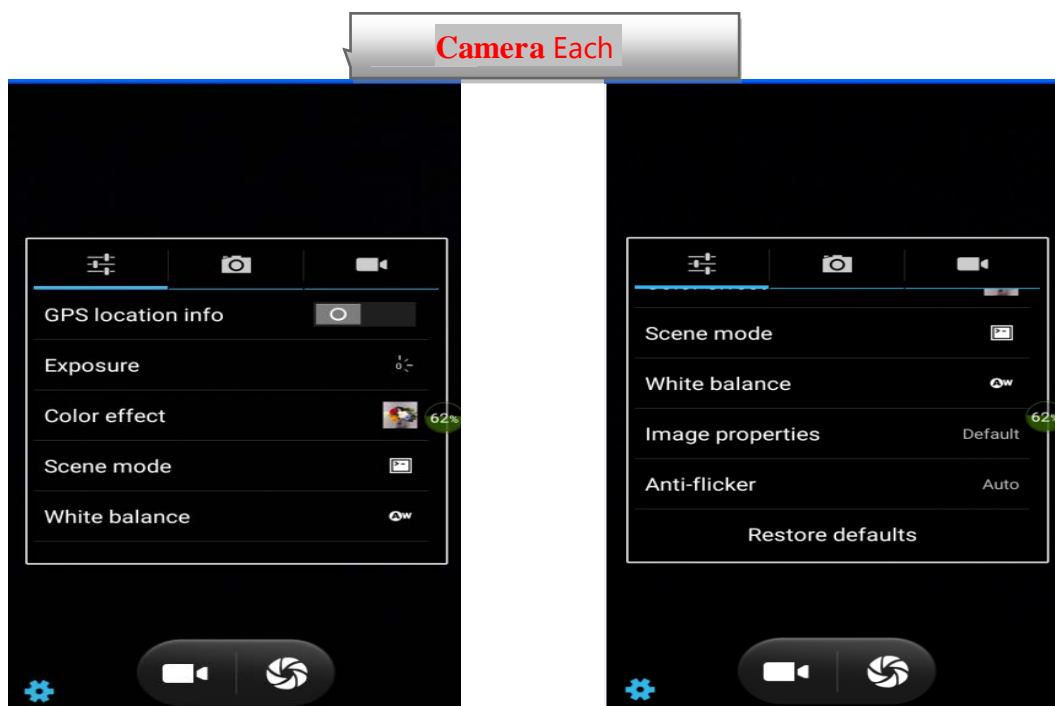 Camera Each
GPS location info
Exposure
Color effect
62%
Scene mode
White balance
Scene mode
White balance
62%
Image properties Default
Anti-flicker Auto
Restore defaults